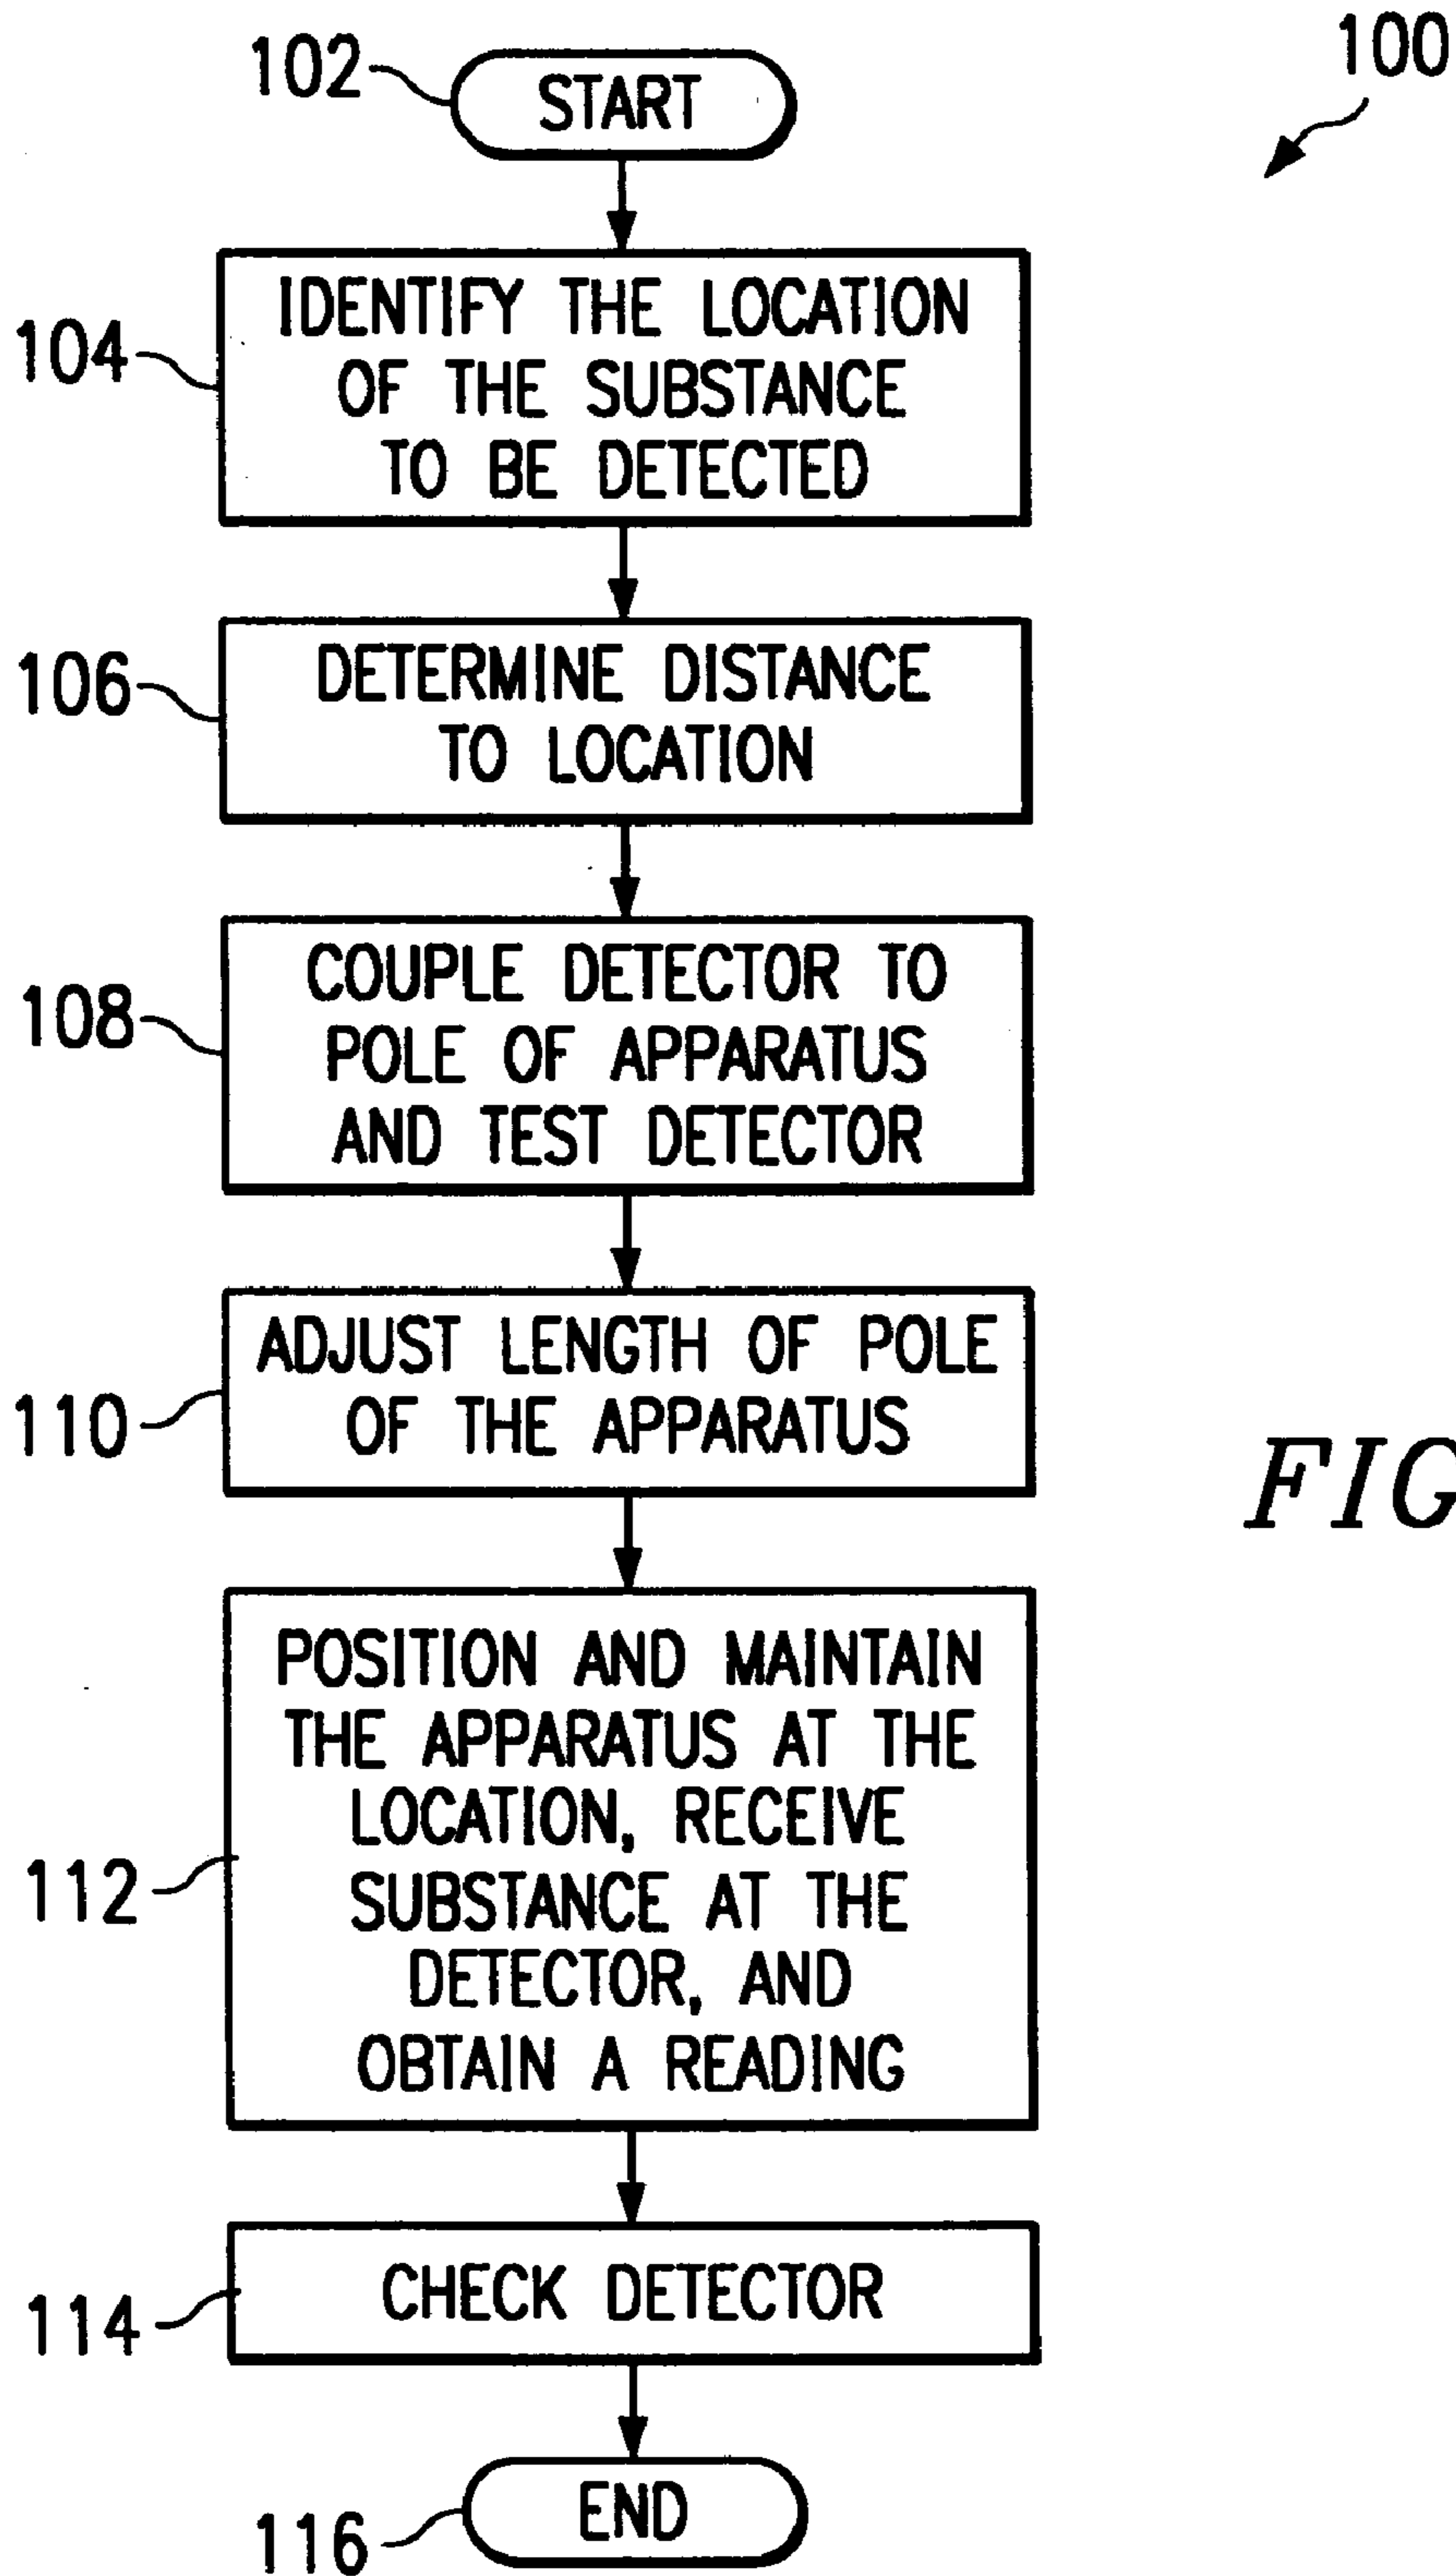 100
102
START
104
IDENTIFY THE LOCATION
OF THE SUBSTANCE
TO BE DETECTED
106
DETERMINE DISTANCE
TO LOCATION
108
COUPLE DETECTOR TO
POLE OF APPARATUS
AND TEST DETECTOR
110
ADJUST LENGTH OF POLE
OF THE APPARATUS
FIG
112
POSITION AND MAINTAIN
THE APPARATUS AT THE
LOCATION, RECEIVE
SUBSTANCE AT THE
DETECTOR, AND
OBTAIN A READING
114
CHECK DETECTOR
116
END